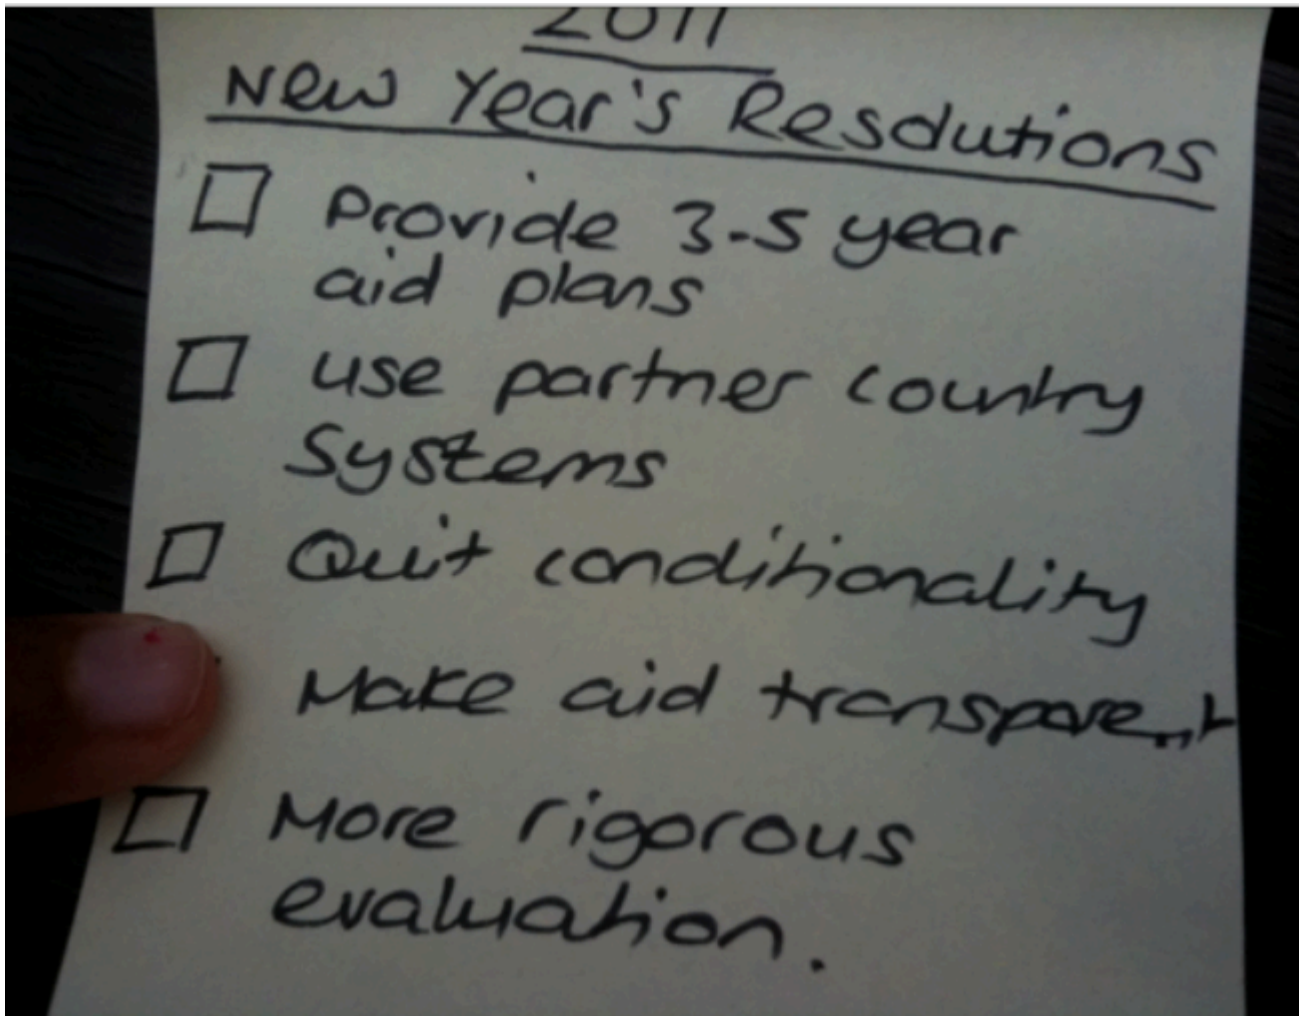 2011
New Year's Resolutions
Provide 3-5 year
aid plans
use partner country
Systems
Quit conditionality
Make aid transparent
More rigorous
evaluation.